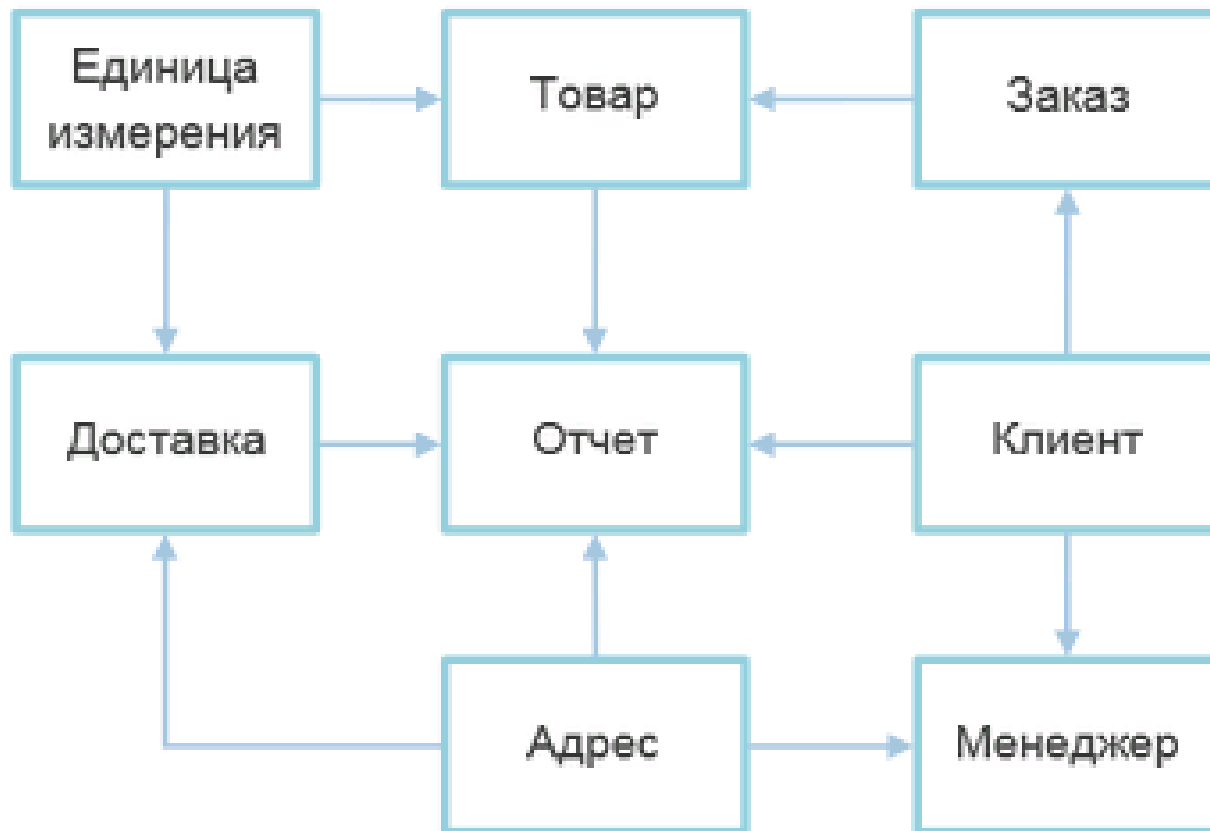 Единица
измерения
Товар
Заказ
Доставка
Отчет
Клиент
Адрес
Менеджер